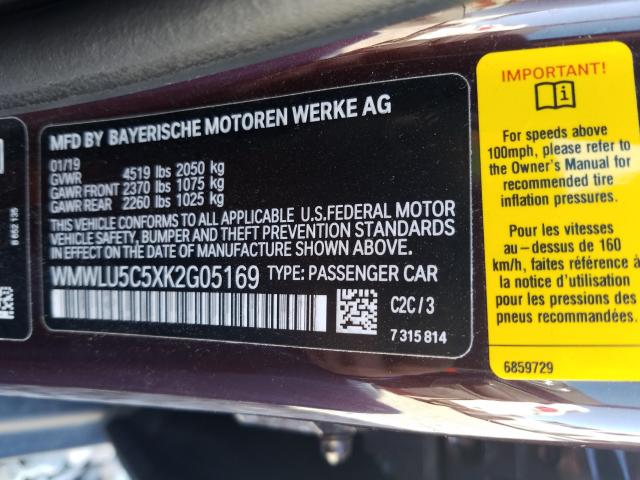 MFD BY BAYERISCHE MOTOREN WERKE AG
01/19
GVWR 4519 lbs 2050 kg
GAWR FRONT 2370 lbs 1075 kg
GAWR REAR 2260 lbs 1025 kg
THIS VEHICLE CONFORMS TO ALL APPLICABLE U.S.FEDERAL MOTOR
VEHICLE SAFETY, BUMPER AND THEFT PREVENTION STANDARDS
IN EFFECT ON THE DATE OF MANUFACTURE SHOWN ABOVE.
WMWLU5C5XK2G05169 TYPE: PASSENGER CAR
C2C/3
7 315 814
8 652 135
IMPORTANT!
For speeds above
100mph, please refer to
the Owner's Manual for
recommended tire
inflation pressures.
Pour les vitesses
au-dessus de 160
km/h, faites référence à
la notice d'utilisation
pour les pressions des
pneus recommandées.
6859729